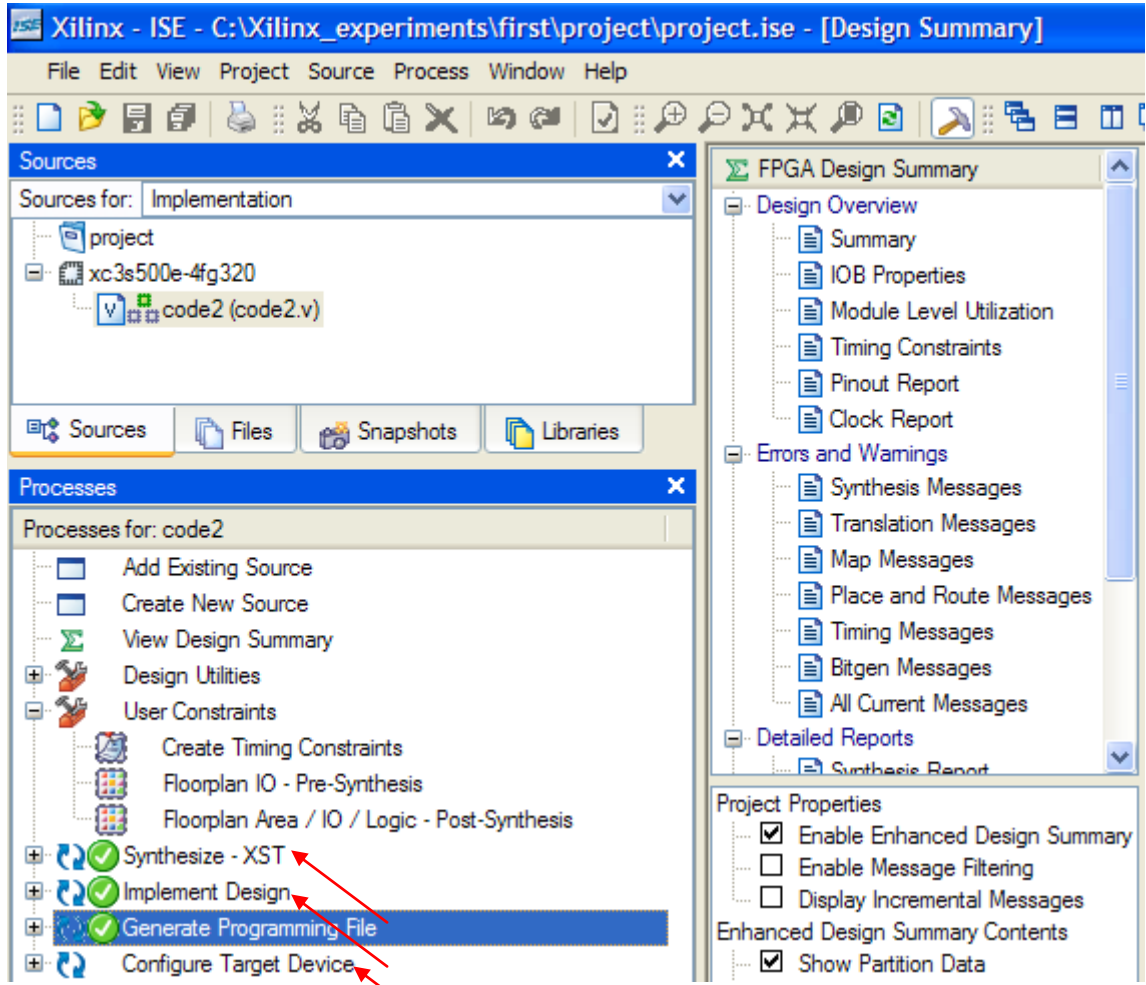 Xilinx - ISE - C:\Xilinx_experiments\first\project\project.ise - [Design Summary]
File Edit View Project Source Process Window Help
Sources
Sources for: Implementation
project
xc3s500e-4fg320
code2 (code2.v)
Sources Files Snapshots Libraries
Processes
Processes for: code2
Add Existing Source
Create New Source
View Design Summary
Design Utilities
User Constraints
Create Timing Constraints
Floorplan IO - Pre-Synthesis
Floorplan Area / IO / Logic - Post-Synthesis
Synthesize - XST
Implement Design
Generate Programming File
Configure Target Device
FPGA Design Summary
Design Overview
Summary
IOB Properties
Module Level Utilization
Timing Constraints
Pinout Report
Clock Report
Errors and Warnings
Synthesis Messages
Translation Messages
Map Messages
Place and Route Messages
Timing Messages
Bitgen Messages
All Current Messages
Detailed Reports
Synthesis Report
Project Properties
Enable Enhanced Design Summary
Enable Message Filtering
Display Incremental Messages
Enhanced Design Summary Contents
Show Partition Data